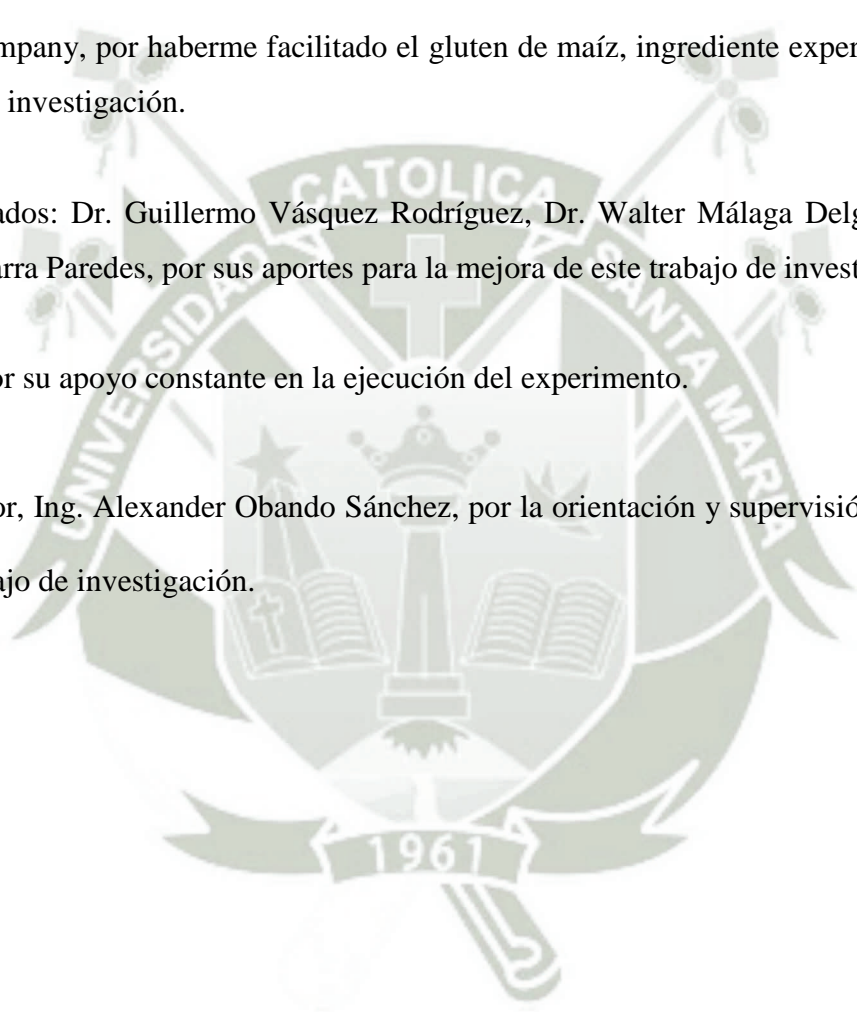 mpany, por haberme facilitado el gluten de maíz, ingrediente exper
investigación.
ados: Dr. Guillermo Vásquez Rodríguez, Dr. Walter Málaga Delg
arra Paredes, por sus aportes para la mejora de este trabajo de invest
or su apoyo constante en la ejecución del experimento.
or, Ing. Alexander Obando Sánchez, por la orientación y supervisió
ajo de investigación.
UNIVERSIDAD CATOLICA SANTA MARIA
1961